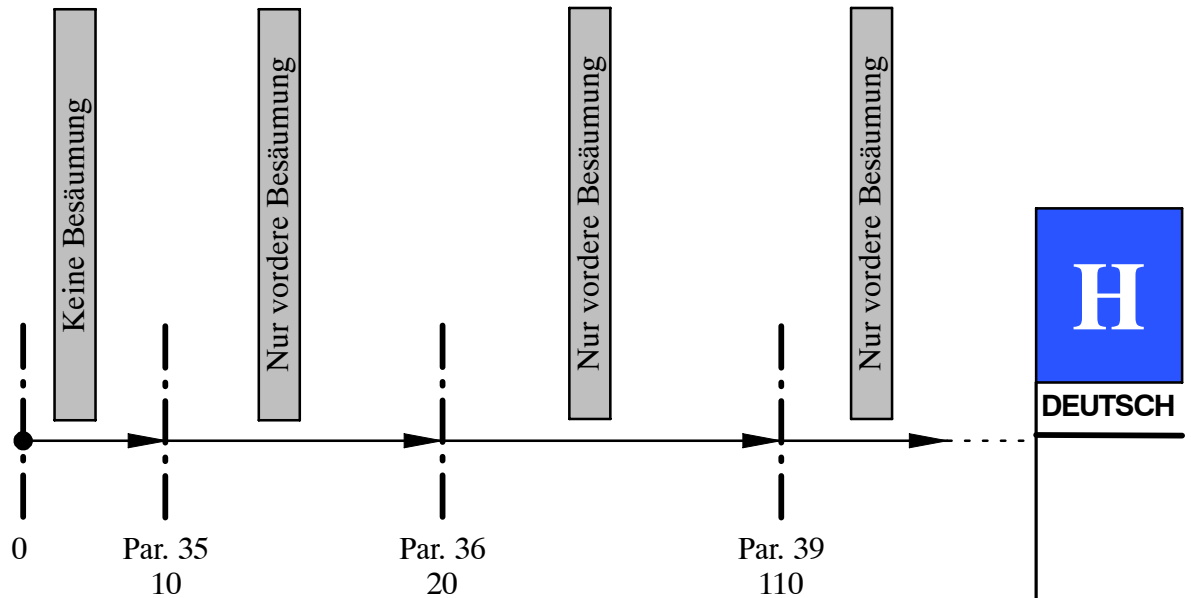 Keine Besäumung
Nur vordere Besäumung
Nur vordere Besäumung
Nur vordere Besäumung
H
DEUTSCH
0
Par. 35
10
Par. 36
20
Par. 39
110